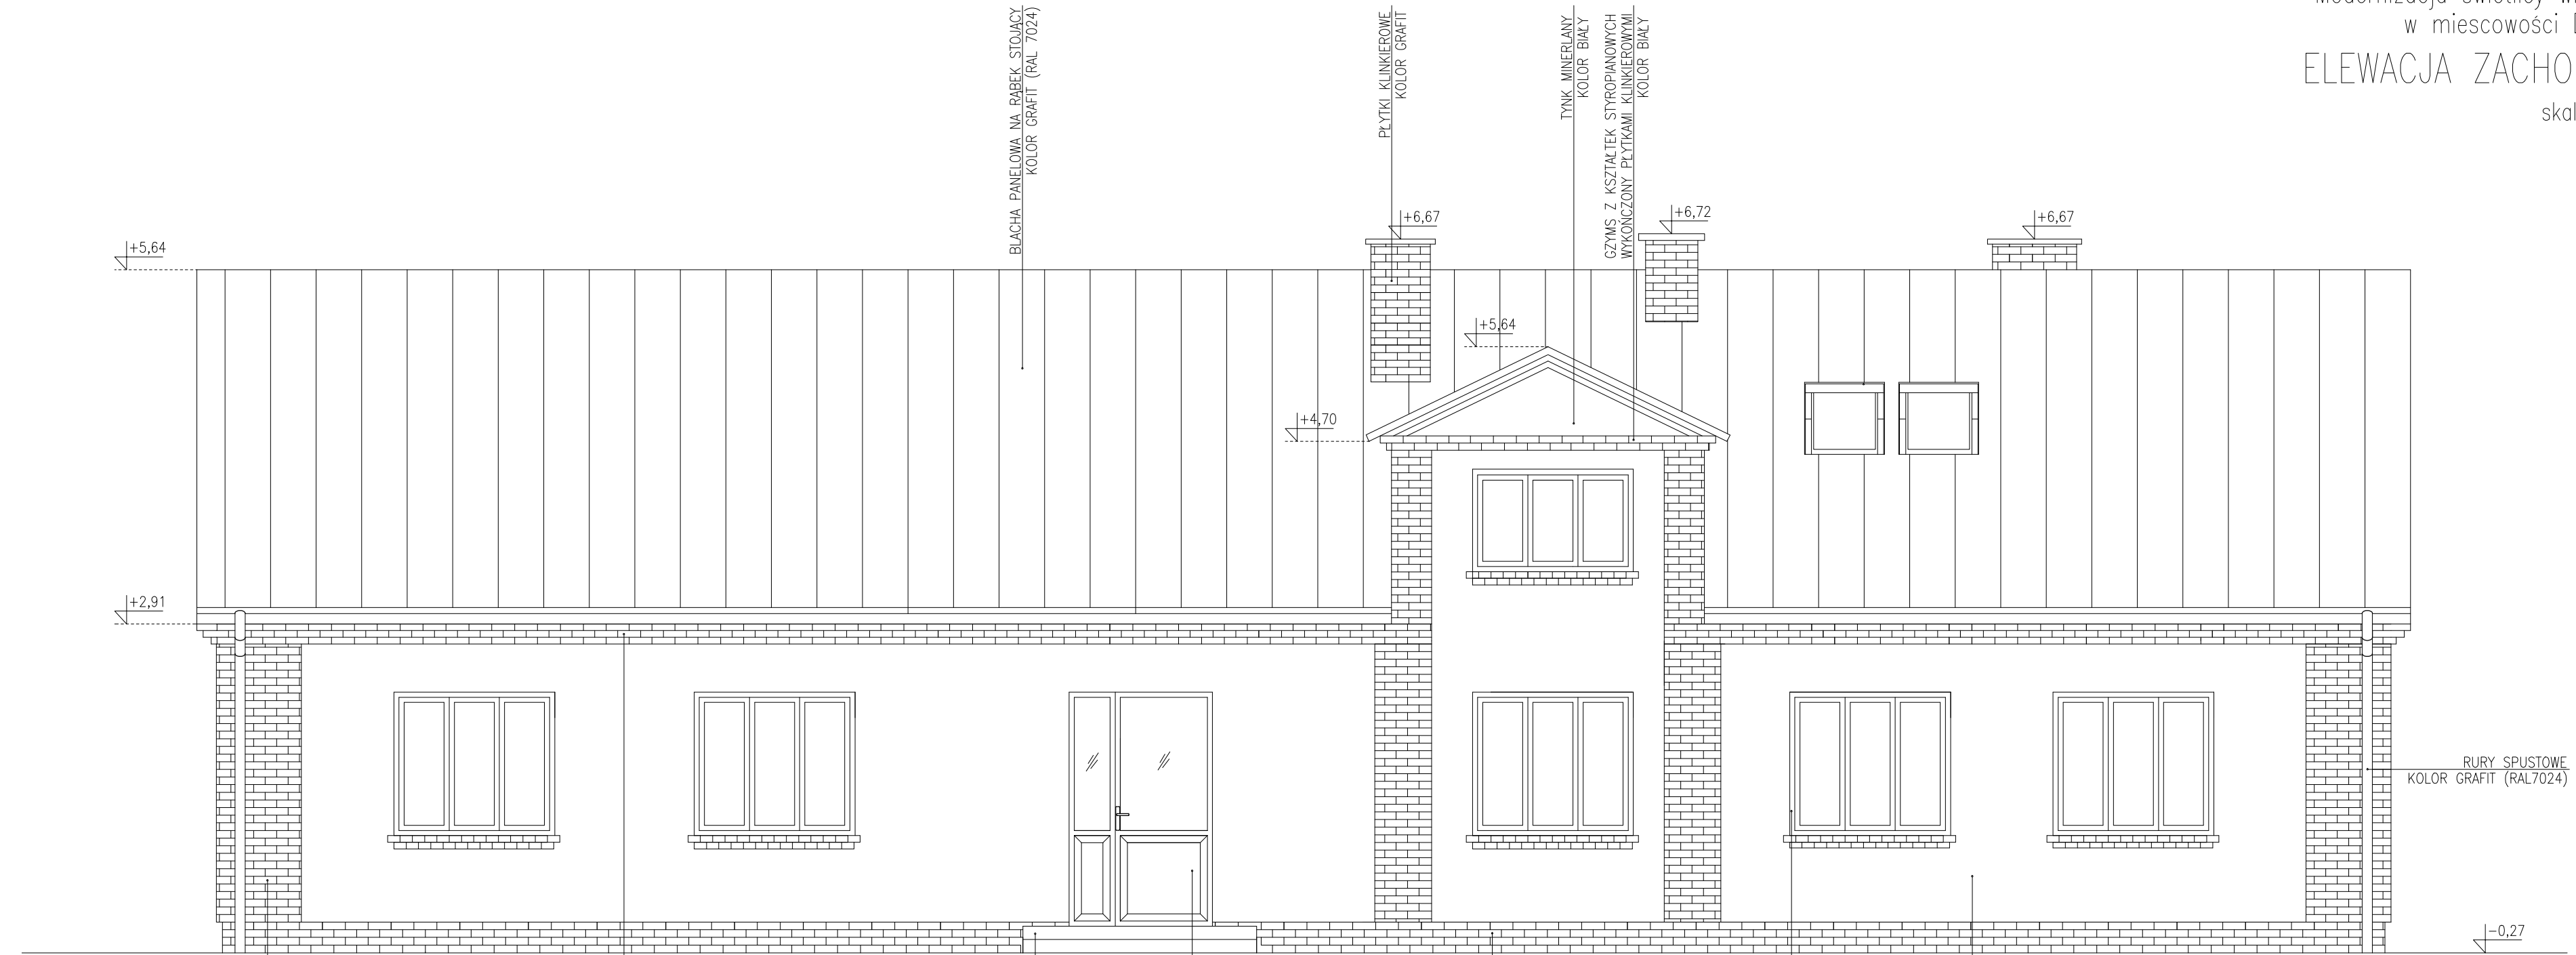 w miescowości
ELEWACJA
BLACHA PANELOWA NA RĄBEK STOJĄCY
KOLOR GRAFIT (RAL 7024)
PŁYTKI KLINKIEROWE
KOLOR GRAFIT
TYNK MINERLANY
KOLOR BIAŁY
GZYMS Z KSZTAŁTEK STYROPIANOWYCH
WYKOŃCZONY PŁYTKAMI KLINKIEROWYMI
KOLOR BIAŁY
+6,67
+6,72
+6,67
+5,64
+5,64
+4,70
+2,91
RURY SPUSTOWE
KOLOR GRAFIT (RAL7024)
-0,27